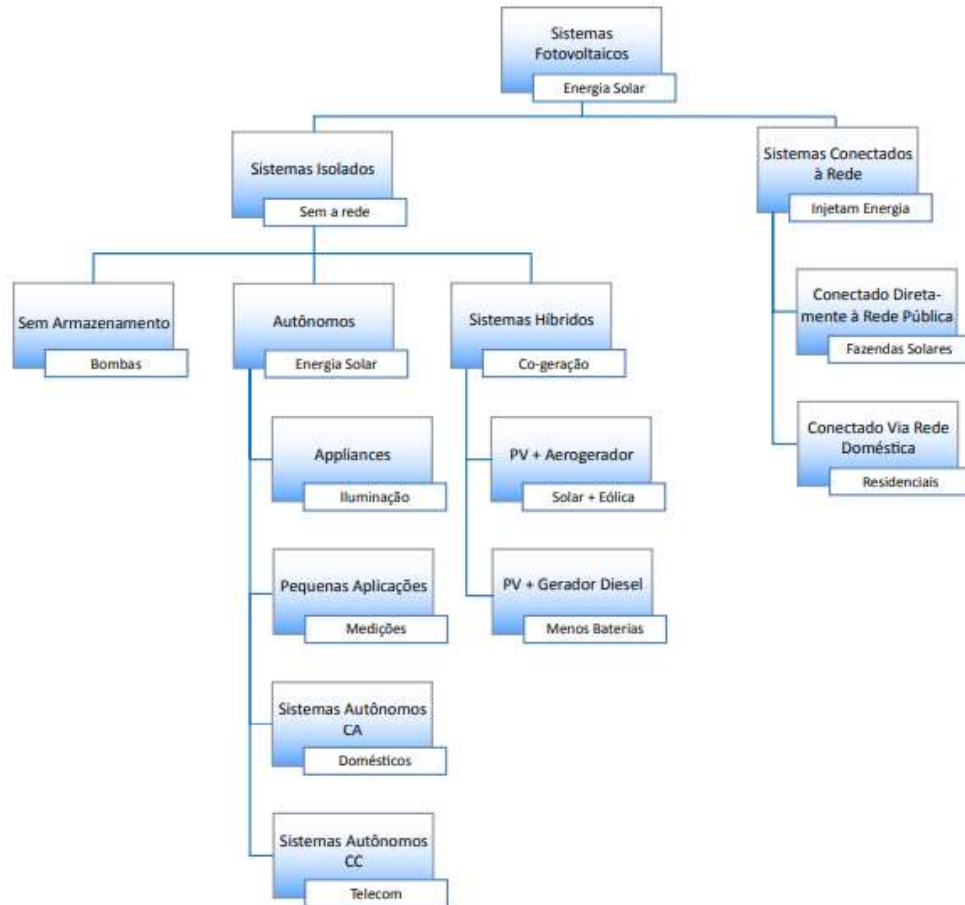 Sistemas
Fotovoltaicos
Energia Solar
Sistemas Isolados
Sem a rede
Sistemas Conectados
à Rede
Injetam Energia
Sem Armazenamento
Bombas
Autônomos
Energia Solar
Sistemas Híbridos
Co-geração
Conectado Direta-
mente à Rede Pública
Fazendas Solares
Appliances
Iluminação
PV + Aerogerador
Solar + Eólica
Conectado Via Rede
Doméstica
Residenciais
Pequenas Aplicações
Medições
PV + Gerador Diesel
Menos Baterias
Sistemas Autônomos
CA
Domésticos
Sistemas Autônomos
CC
Telecom